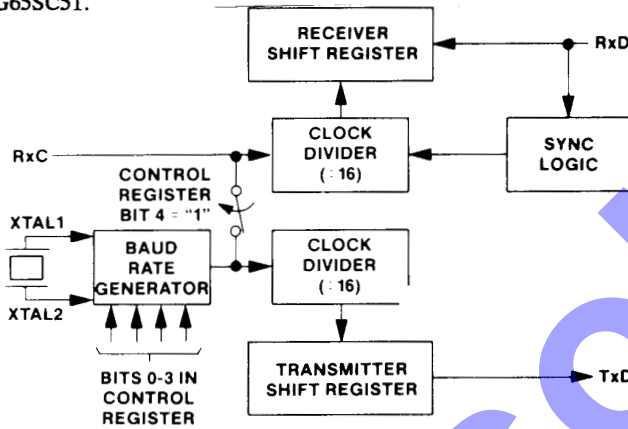 G65SC51.
RECEIVER
SHIFT REGISTER
RxD
RxC
CLOCK
DIVIDER
(÷16)
SYNC
LOGIC
CONTROL
REGISTER
BIT 4 = "1"
XTAL1
BAUD
RATE
GENERATOR
CLOCK
DIVIDER
(÷16)
XTAL2
BITS 0-3 IN
CONTROL
REGISTER
TRANSMITTER
SHIFT REGISTER
TxD